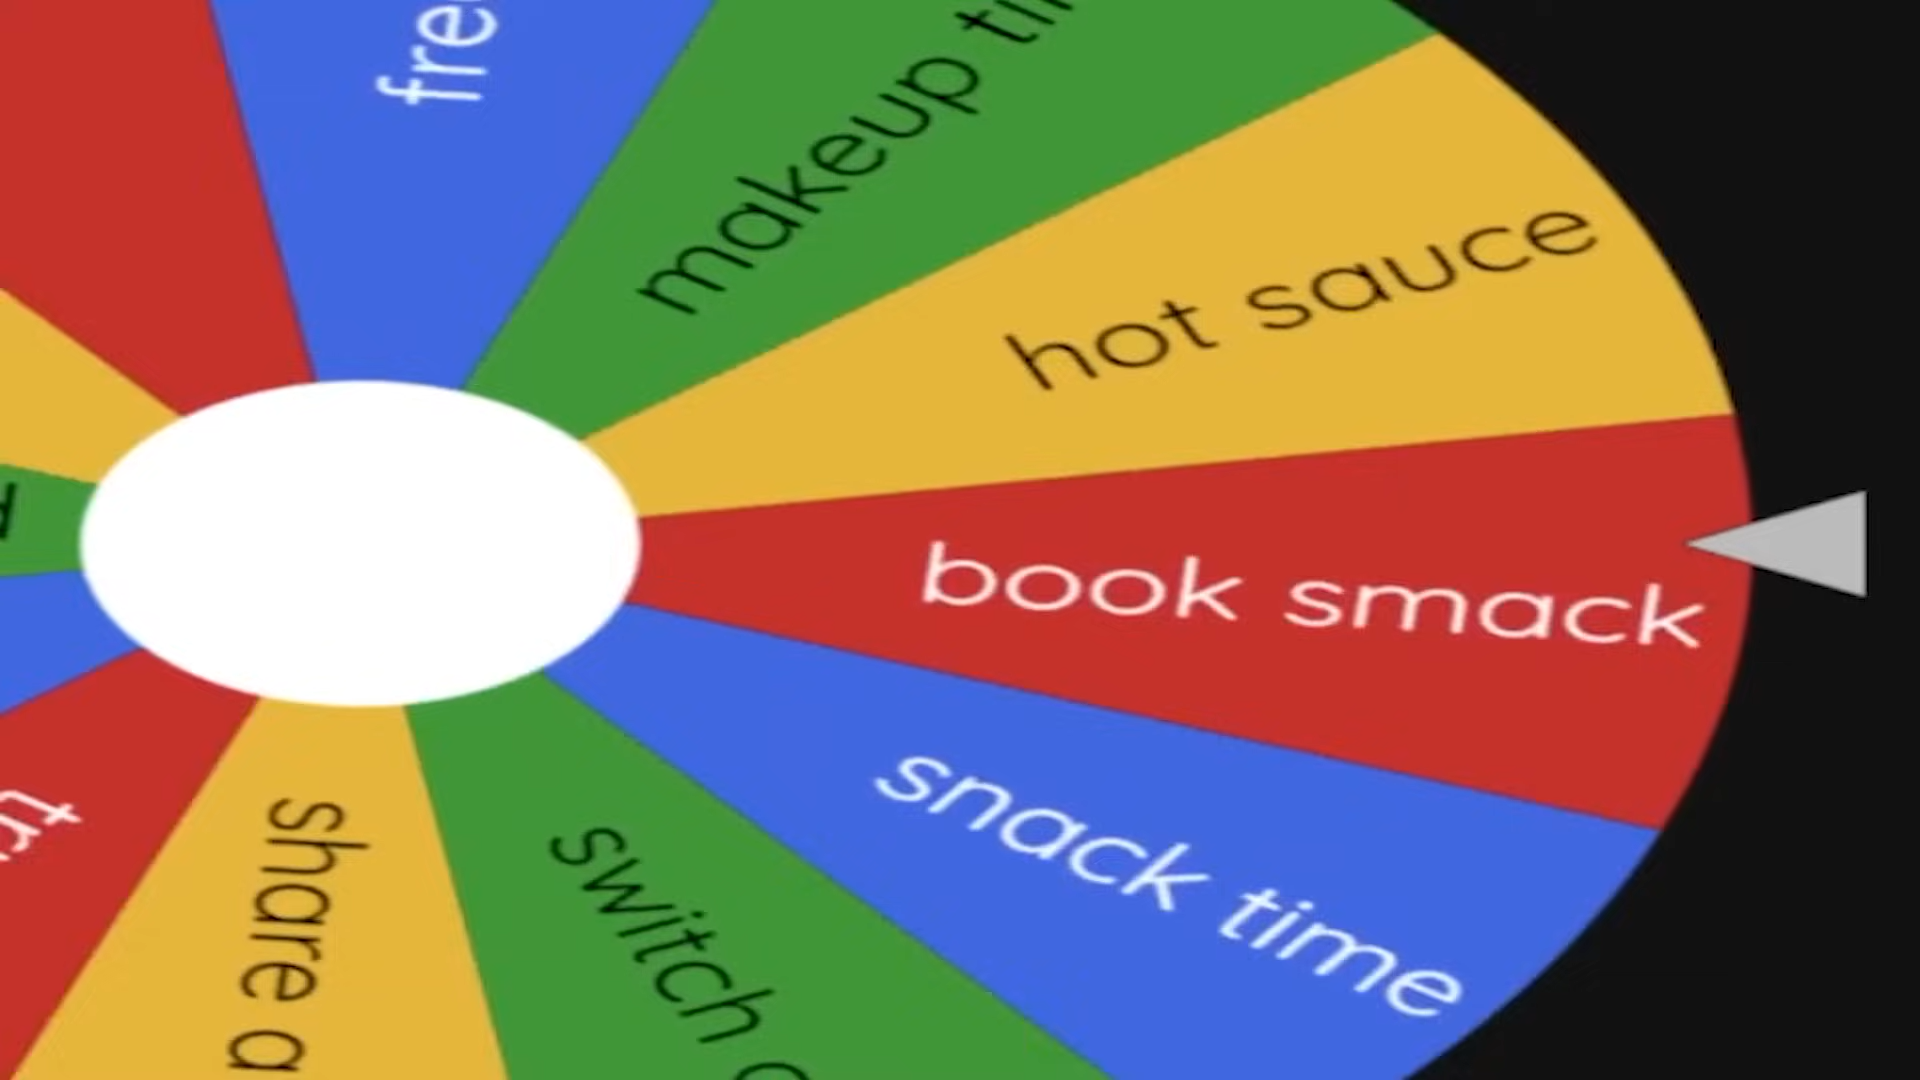 makeup
hot sauce
book smack
snack time
switch
share a